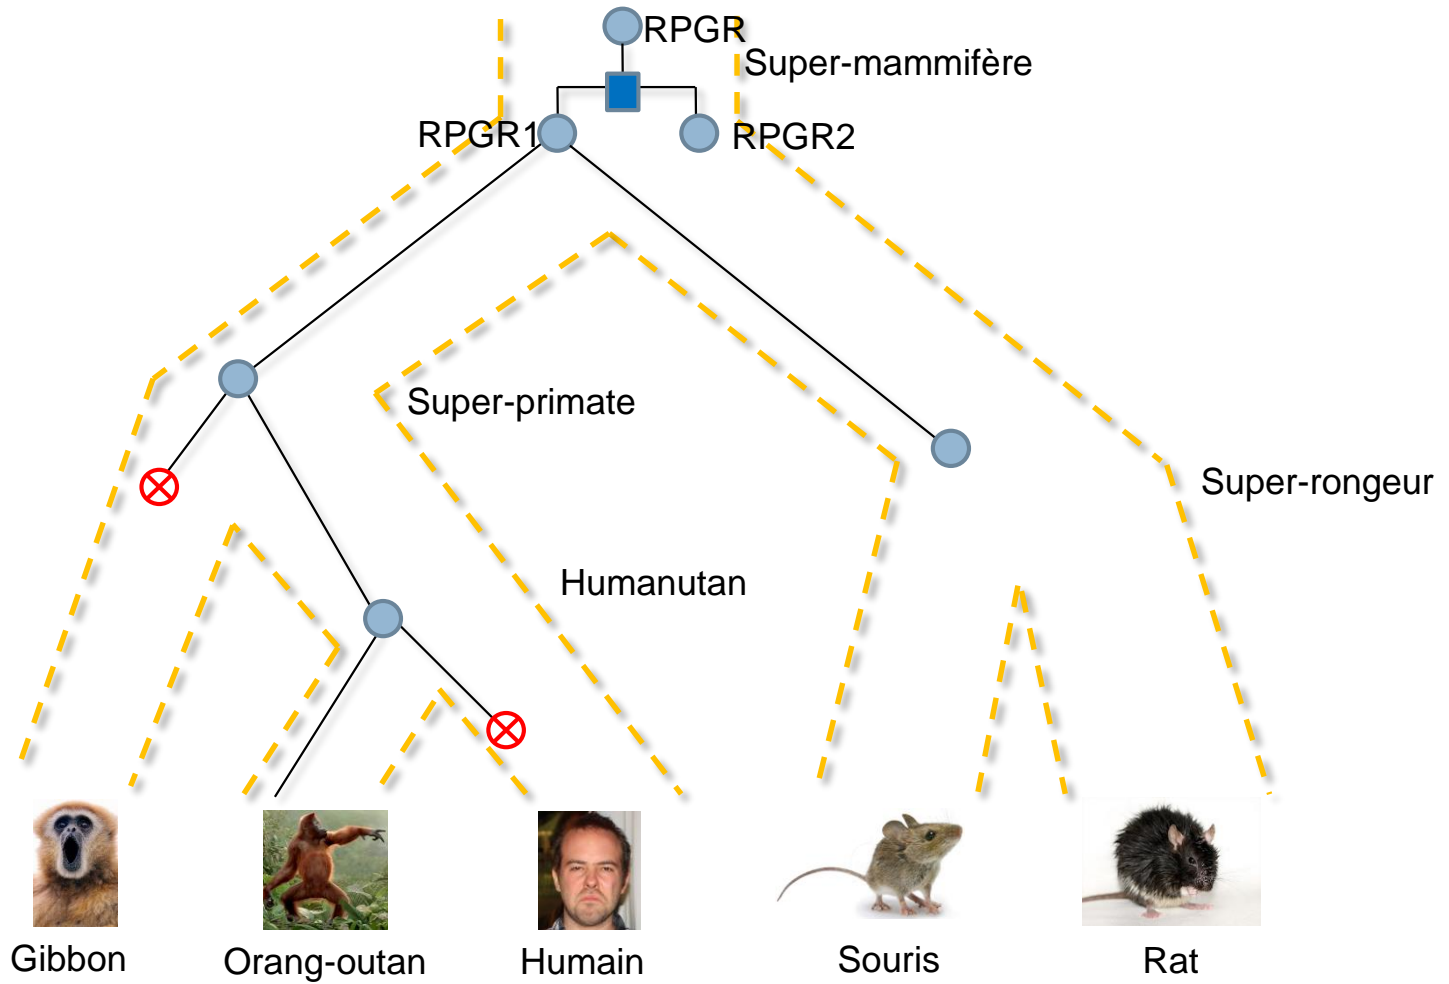 RPGR
Super-mammifère
RPGR1
RPGR2
Super-primate
Super-rongeur
Humanutan
Gibbon
Orang-outan
Humain
Souris
Rat